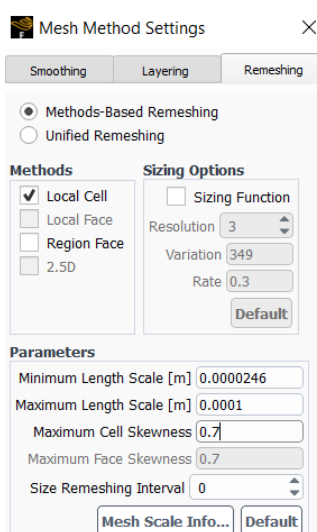 Mesh Method Settings
Smoothing Layering Remeshing
Methods-Based Remeshing
Unified Remeshing
Methods Sizing Options
Local Cell Sizing Function
Local Face Resolution 3
Region Face Variation 349
2.5D Rate 0.3
Default
Parameters
Minimum Length Scale [m] 0.0000246
Maximum Length Scale [m] 0.0001
Maximum Cell Skewness 0.7
Maximum Face Skewness 0.7
Size Remeshing Interval 0
Mesh Scale Info... Default